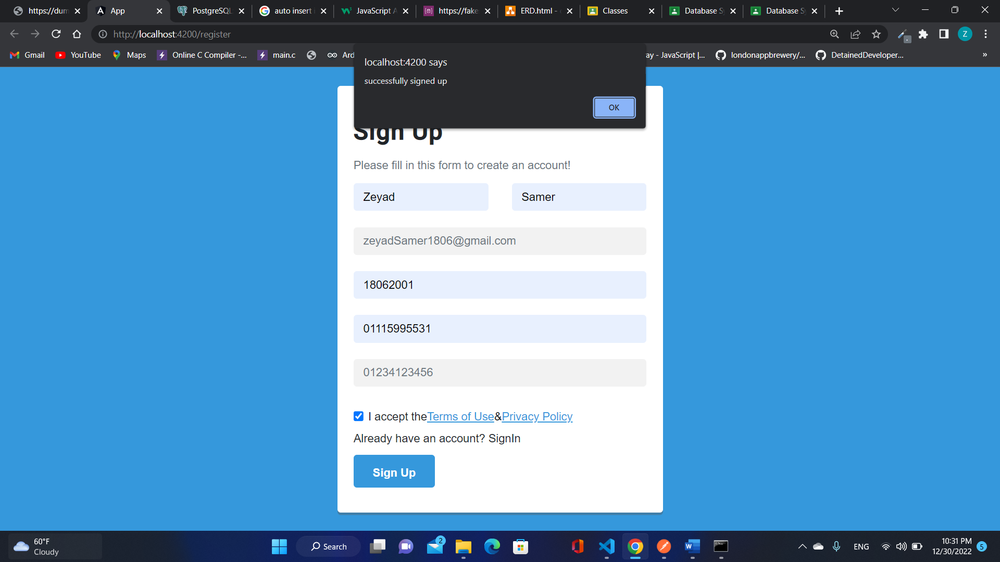 https://dum
App
PostgreSQL
auto insert i
JavaScript A
https://fake
ERD.html -
Classes
Database S
Database S
http://localhost:4200/register
Z
Gmail
YouTube
Maps
Online C Compiler -...
main.c
Ard
ay - JavaScript |...
londonappbrewery/...
DetainedDeveloper...
»
localhost:4200 says
successfully signed up
OK
Sign Up
Please fill in this form to create an account!
Zeyad
Samer
zeyadSamer1806@gmail.com
18062001
01115995531
01234123456
I accept theTerms of Use&Privacy Policy
Already have an account? SignIn
Sign Up
60°F
Cloudy
Search
2
ENG
10:31 PM
12/30/2022
5